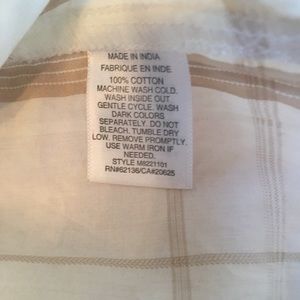 MADE IN INDIA
FABRIQUE EN INDE
100% COTTON
MACHINE WASH COLD.
WASH INSIDE OUT
GENTLE CYCLE. WASH
DARK COLORS
SEPARATELY. DO NOT
BLEACH. TUMBLE DRY
LOW. REMOVE PROMPTLY.
USE WARM IRON IF
NEEDED.
STYLE M8221101
RN#62136/CA#20625